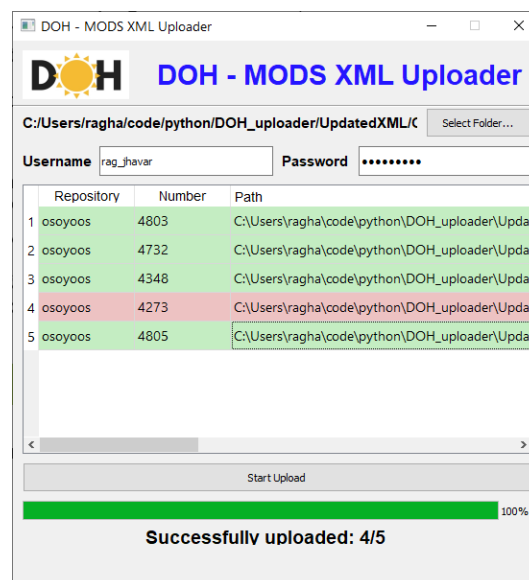 DOH - MODS XML Uploader
DOH DOH - MODS XML Uploader
C:/Users/ragha/code/python/DOH_uploader/UpdatedXML/ Select Folder...
Username rag_jhavar Password •••••••••
Repository Number Path
1 osoyoos 4803 C:\Users\ragha\code\python\DOH_uploader\Upda
2 osoyoos 4732 C:\Users\ragha\code\python\DOH_uploader\Upda
3 osoyoos 4348 C:\Users\ragha\code\python\DOH_uploader\Upda
4 osoyoos 4273 C:\Users\ragha\code\python\DOH_uploader\Upda
5 osoyoos 4805 C:\Users\ragha\code\python\DOH_uploader\Upda
Start Upload
100%
Successfully uploaded: 4/5